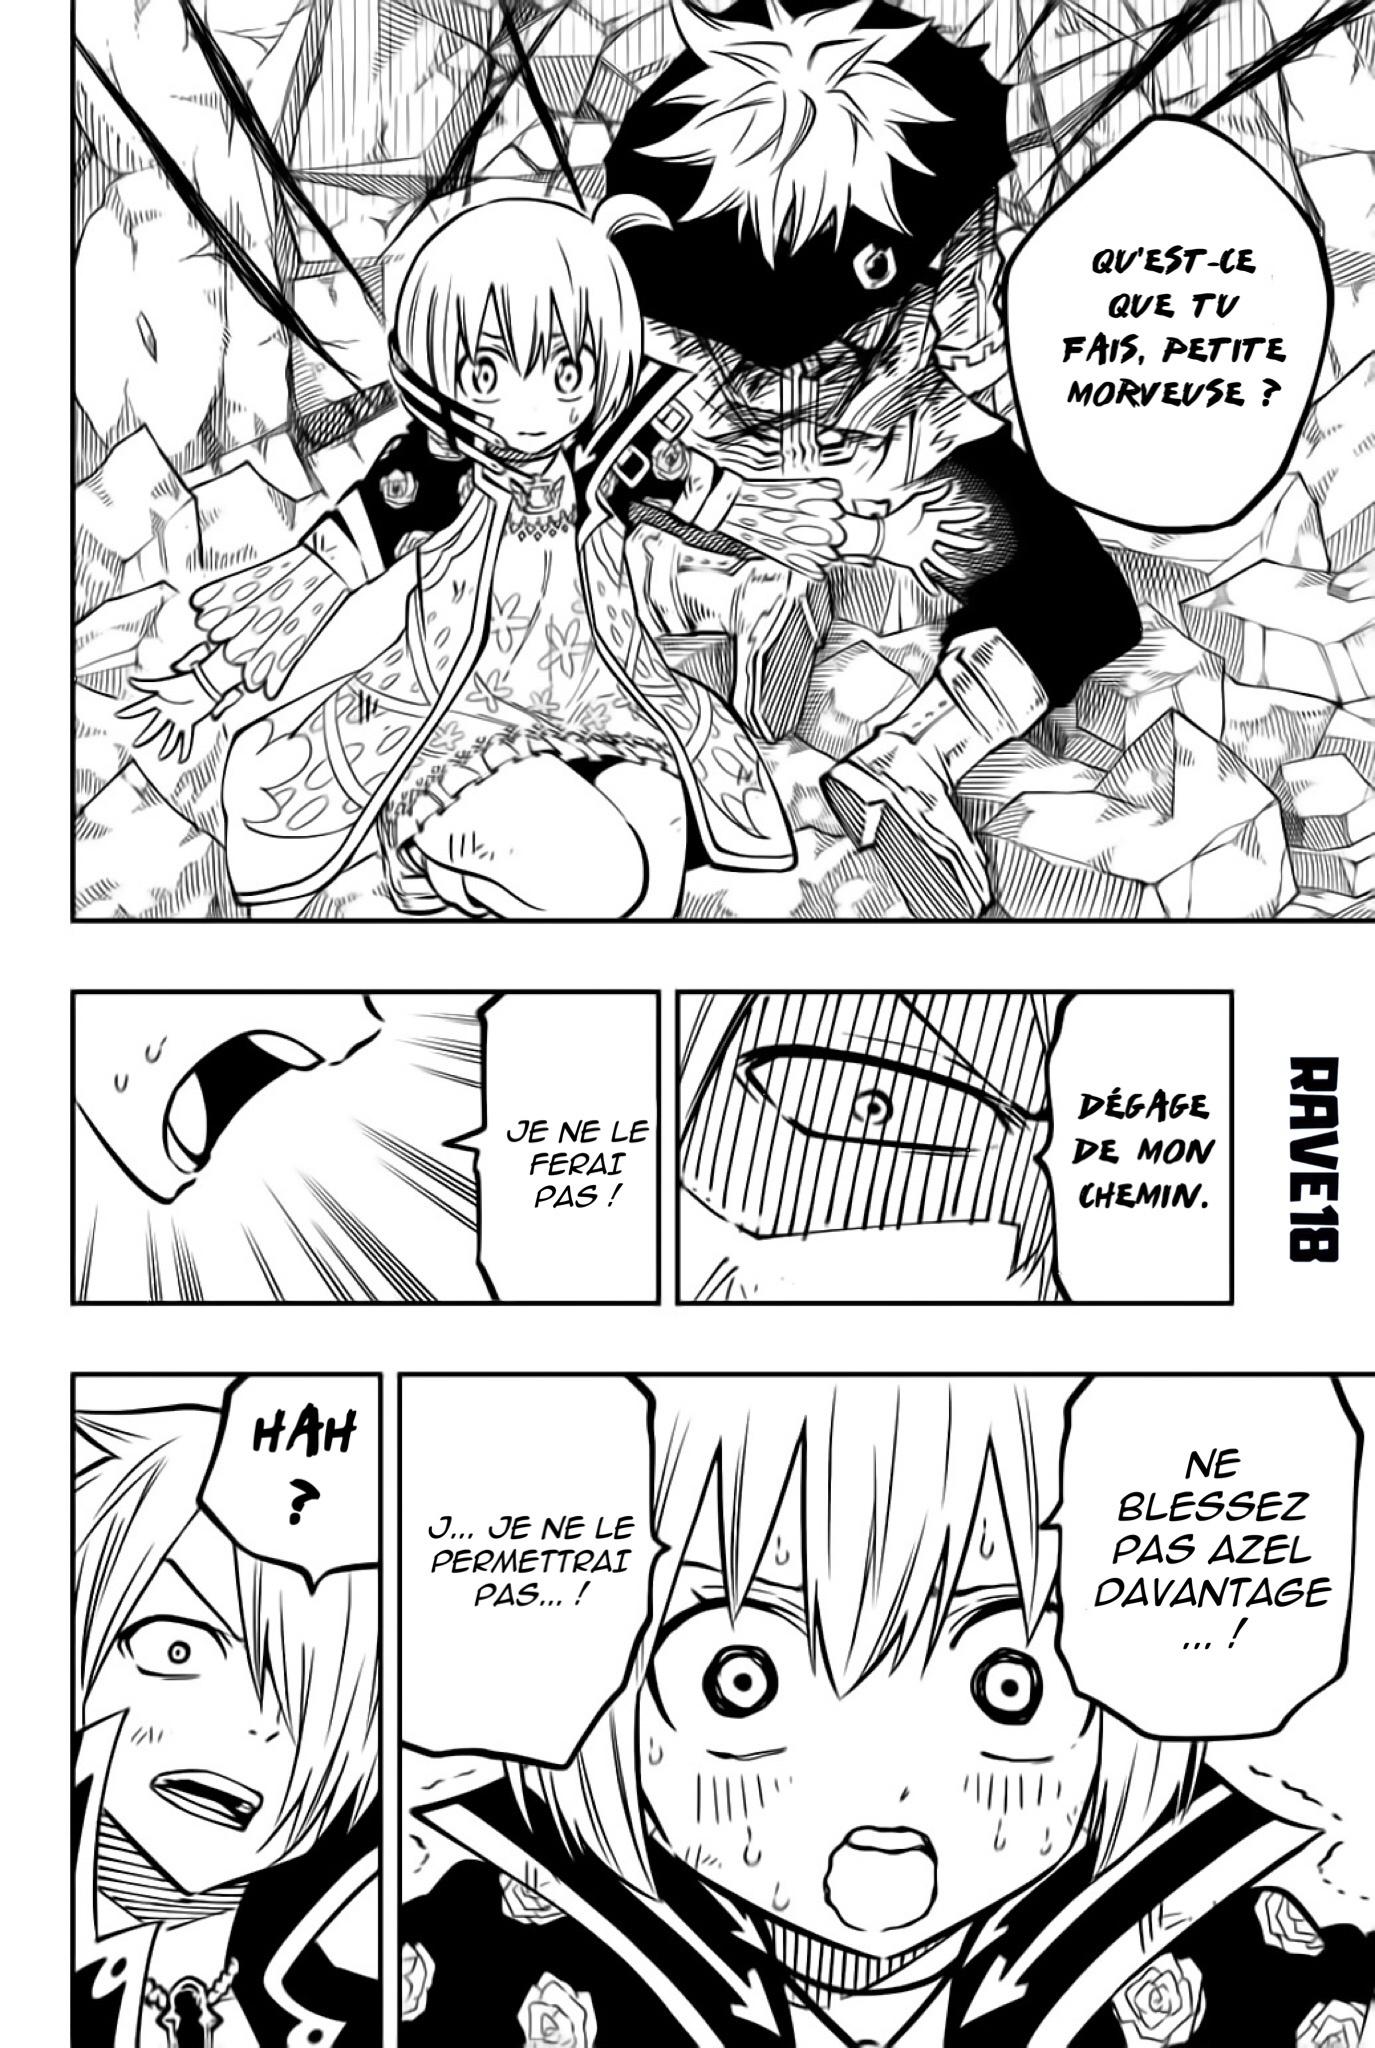 QU'EST-CE
QUE TU
FAIS, PETITE
MORVEUSE ?
DÉGAGE
DE MON
CHEMIN.
JE NE LE
FERAI
PAS !
RAVE18
NE
BLESSEZ
PAS AZEL
DAVANTAGE
... !
J... JE NE LE
PERMETTRAI
PAS... !
HAH
?